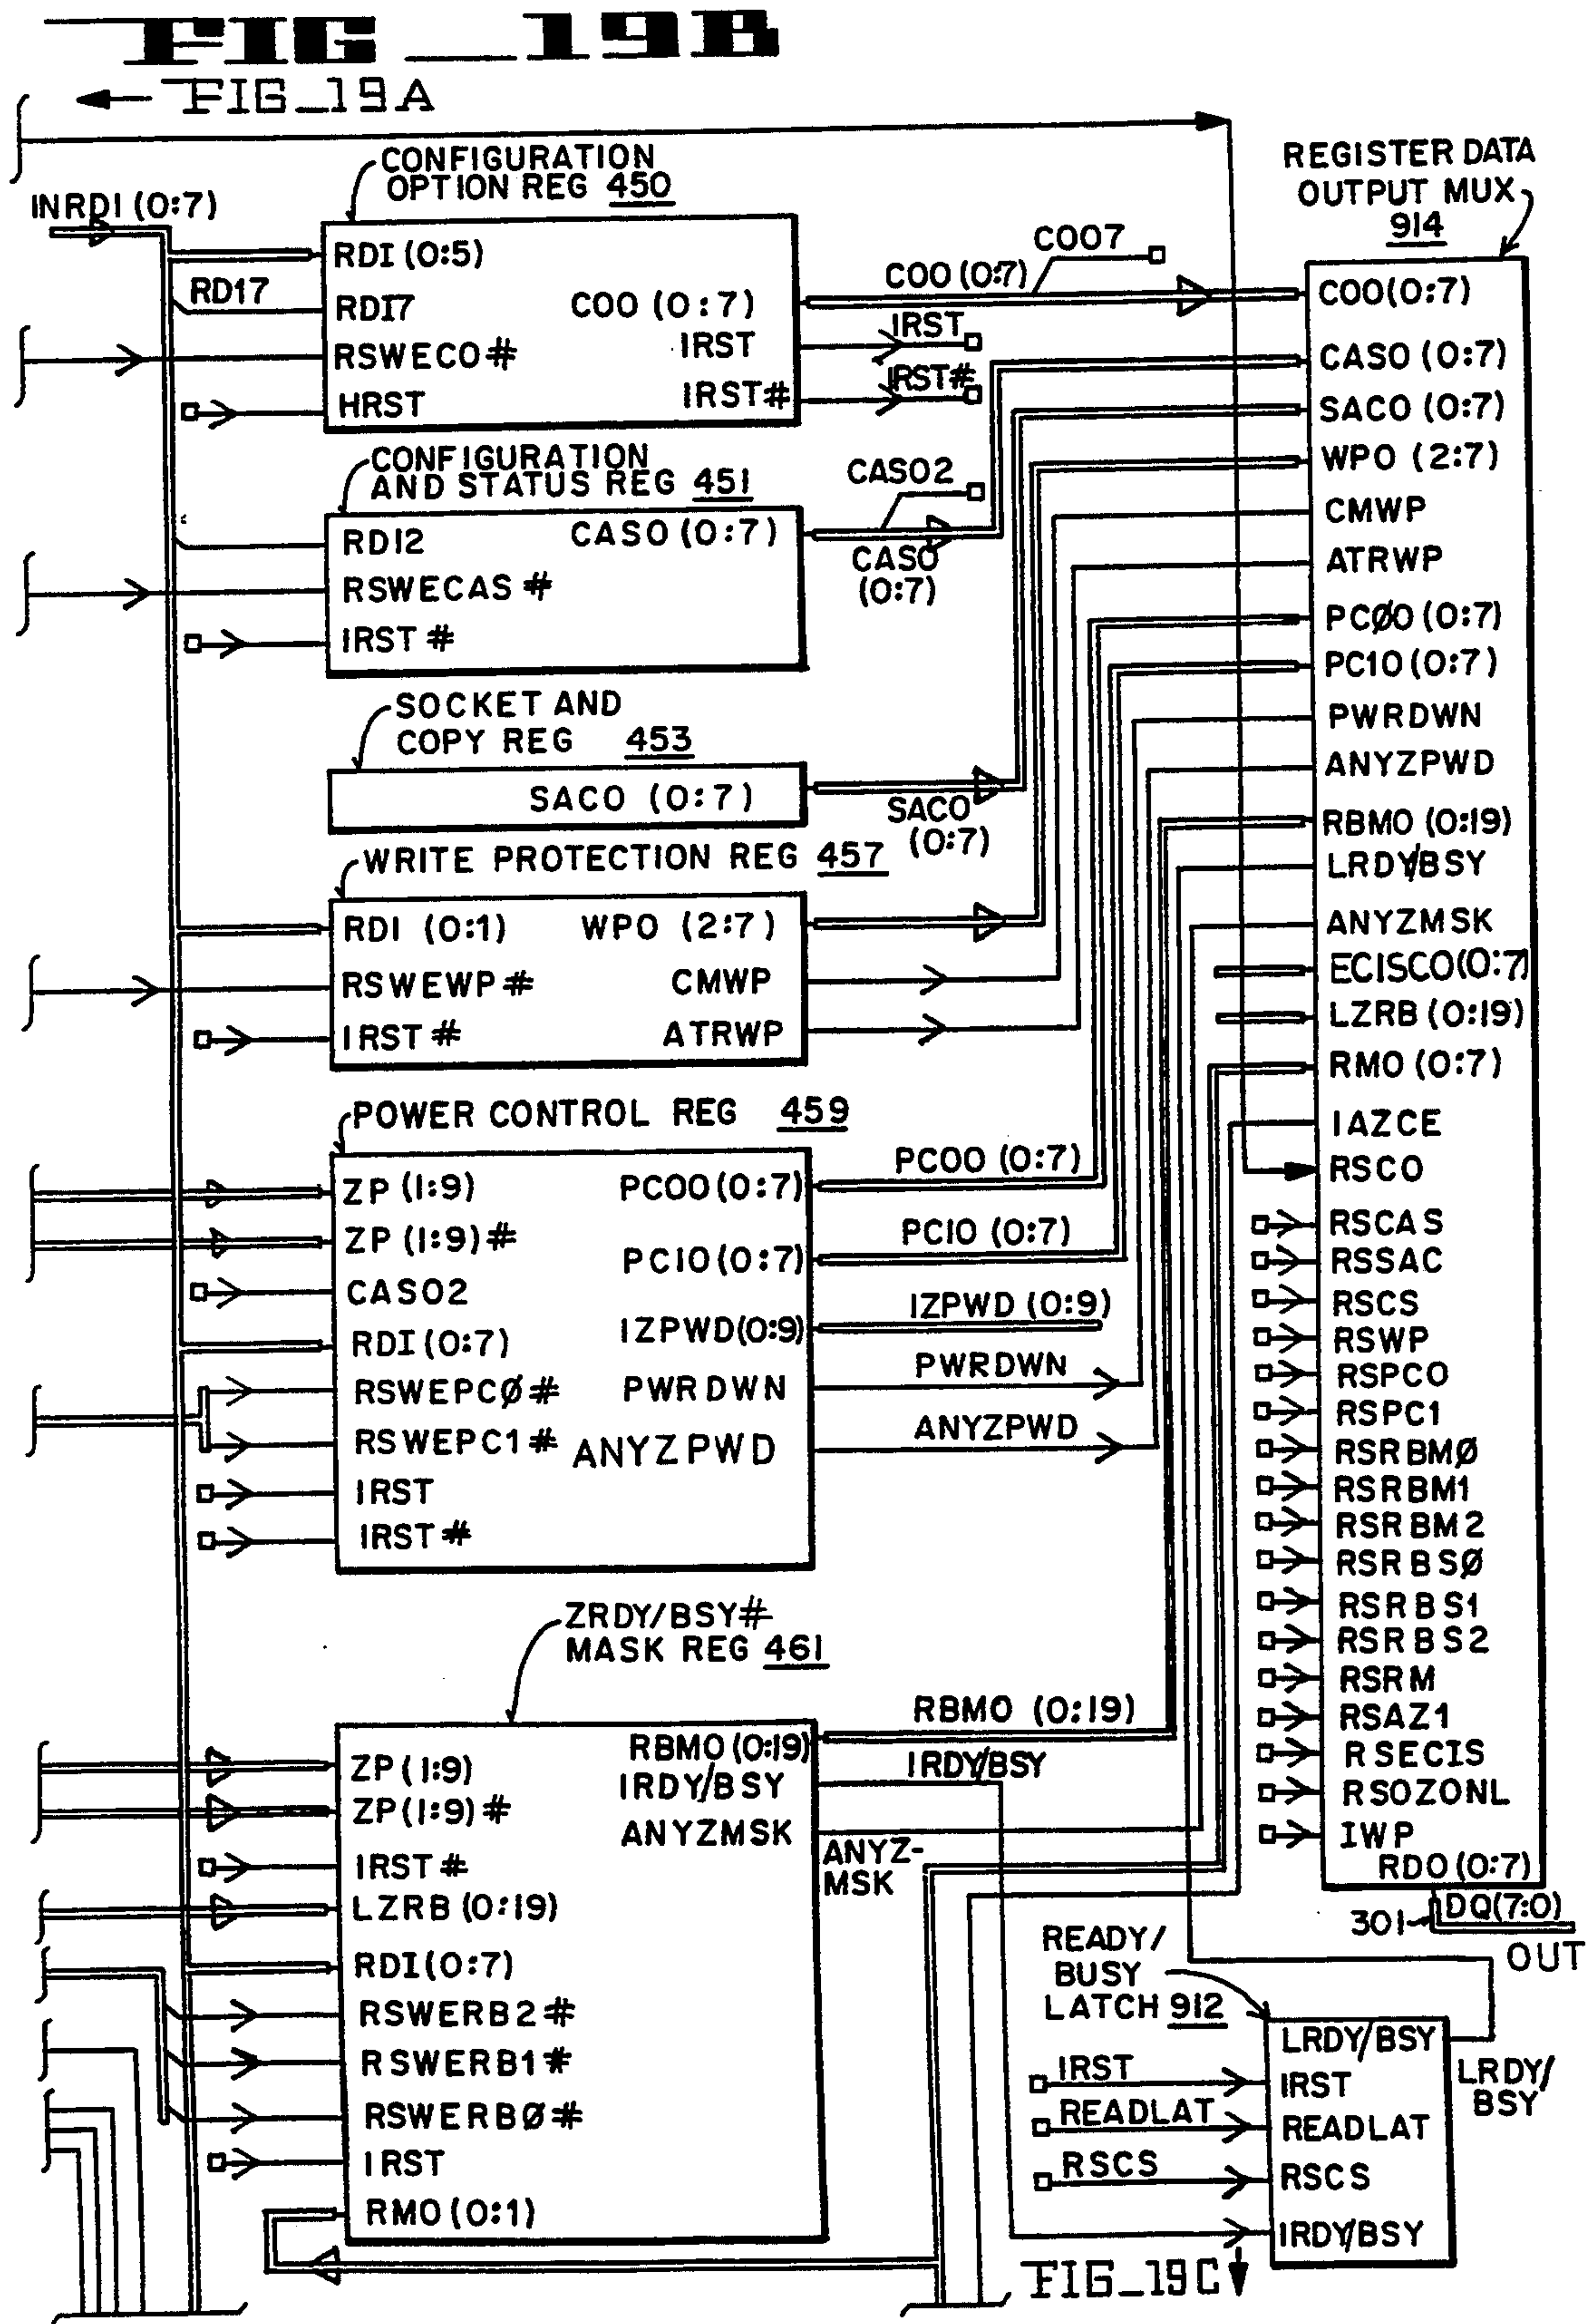 FIG_19B
FIG_19A
INRDI (0:7)
CONFIGURATION
OPTION REG 450
RDI (0:5)
RD17
RDI7
COO (0:7)
RSWECO#
IRST
HRST
IRST#
COO7
COO (0:7)
IRST
IRST#
CONFIGURATION
AND STATUS REG 451
RDI2
CASO (0:7)
RSWECAS #
IRST #
CASO2
CASO
(0:7)
SOCKET AND
COPY REG 453
SACO (0:7)
SACO
(0:7)
WRITE PROTECTION REG 457
RDI (0:1)
WPO (2:7)
RSWEWP#
CMWP
IRST #
ATRWP
POWER CONTROL REG 459
ZP (1:9)
PCOO (0:7)
ZP (1:9)#
PC1O (0:7)
CASO2
IZPWD(0:9)
RDI (0:7)
RSWEPCØ#
PWRDWN
RSWEPC1#
ANYZPWD
IRST
IRST#
PCOO (0:7)
PC1O (0:7)
IZPWD (0:9)
PWRDWN
ANYZPWD
ZRDY/BSY#
MASK REG 461
ZP (1:9)
RBMO (0:19)
IRDY/BSY
ZP(1:9)#
ANYZMSK
IRST#
LZRB (0:19)
RDI(0:7)
RSWERB2#
RSWERB1#
RSWERBØ#
IRST
RMO (0:1)
RBMO (0:19)
IRDY/BSY
ANYZ-
MSK
REGISTER DATA
OUTPUT MUX
914
COO(0:7)
CASO (0:7)
SACO (0:7)
WPO (2:7)
CMWP
ATRWP
PCØO (0:7)
PC1O (0:7)
PWRDWN
ANYZPWD
RBMO (0:19)
LRDY/BSY
ANYZMSK
ECISCO(0:7)
LZRB (0:19)
RMO (0:7)
IAZCE
RSCO
RSCAS
RSSAC
RSCS
RSWP
RSPCO
RSPC1
RSRBMØ
RSRBM1
RSRBM2
RSRBSØ
RSRBS1
RSRBS2
RSRM
RSAZ1
RSECIS
RSOZONL
IWP
RDO (0:7)
301
DQ(7:0)
OUT
READY/
BUSY
LATCH 912
LRDY/BSY
IRST
IRST
READLAT
READLAT
RSCS
RSCS
IRDY/BSY
LRDY/
BSY
FIG_19C